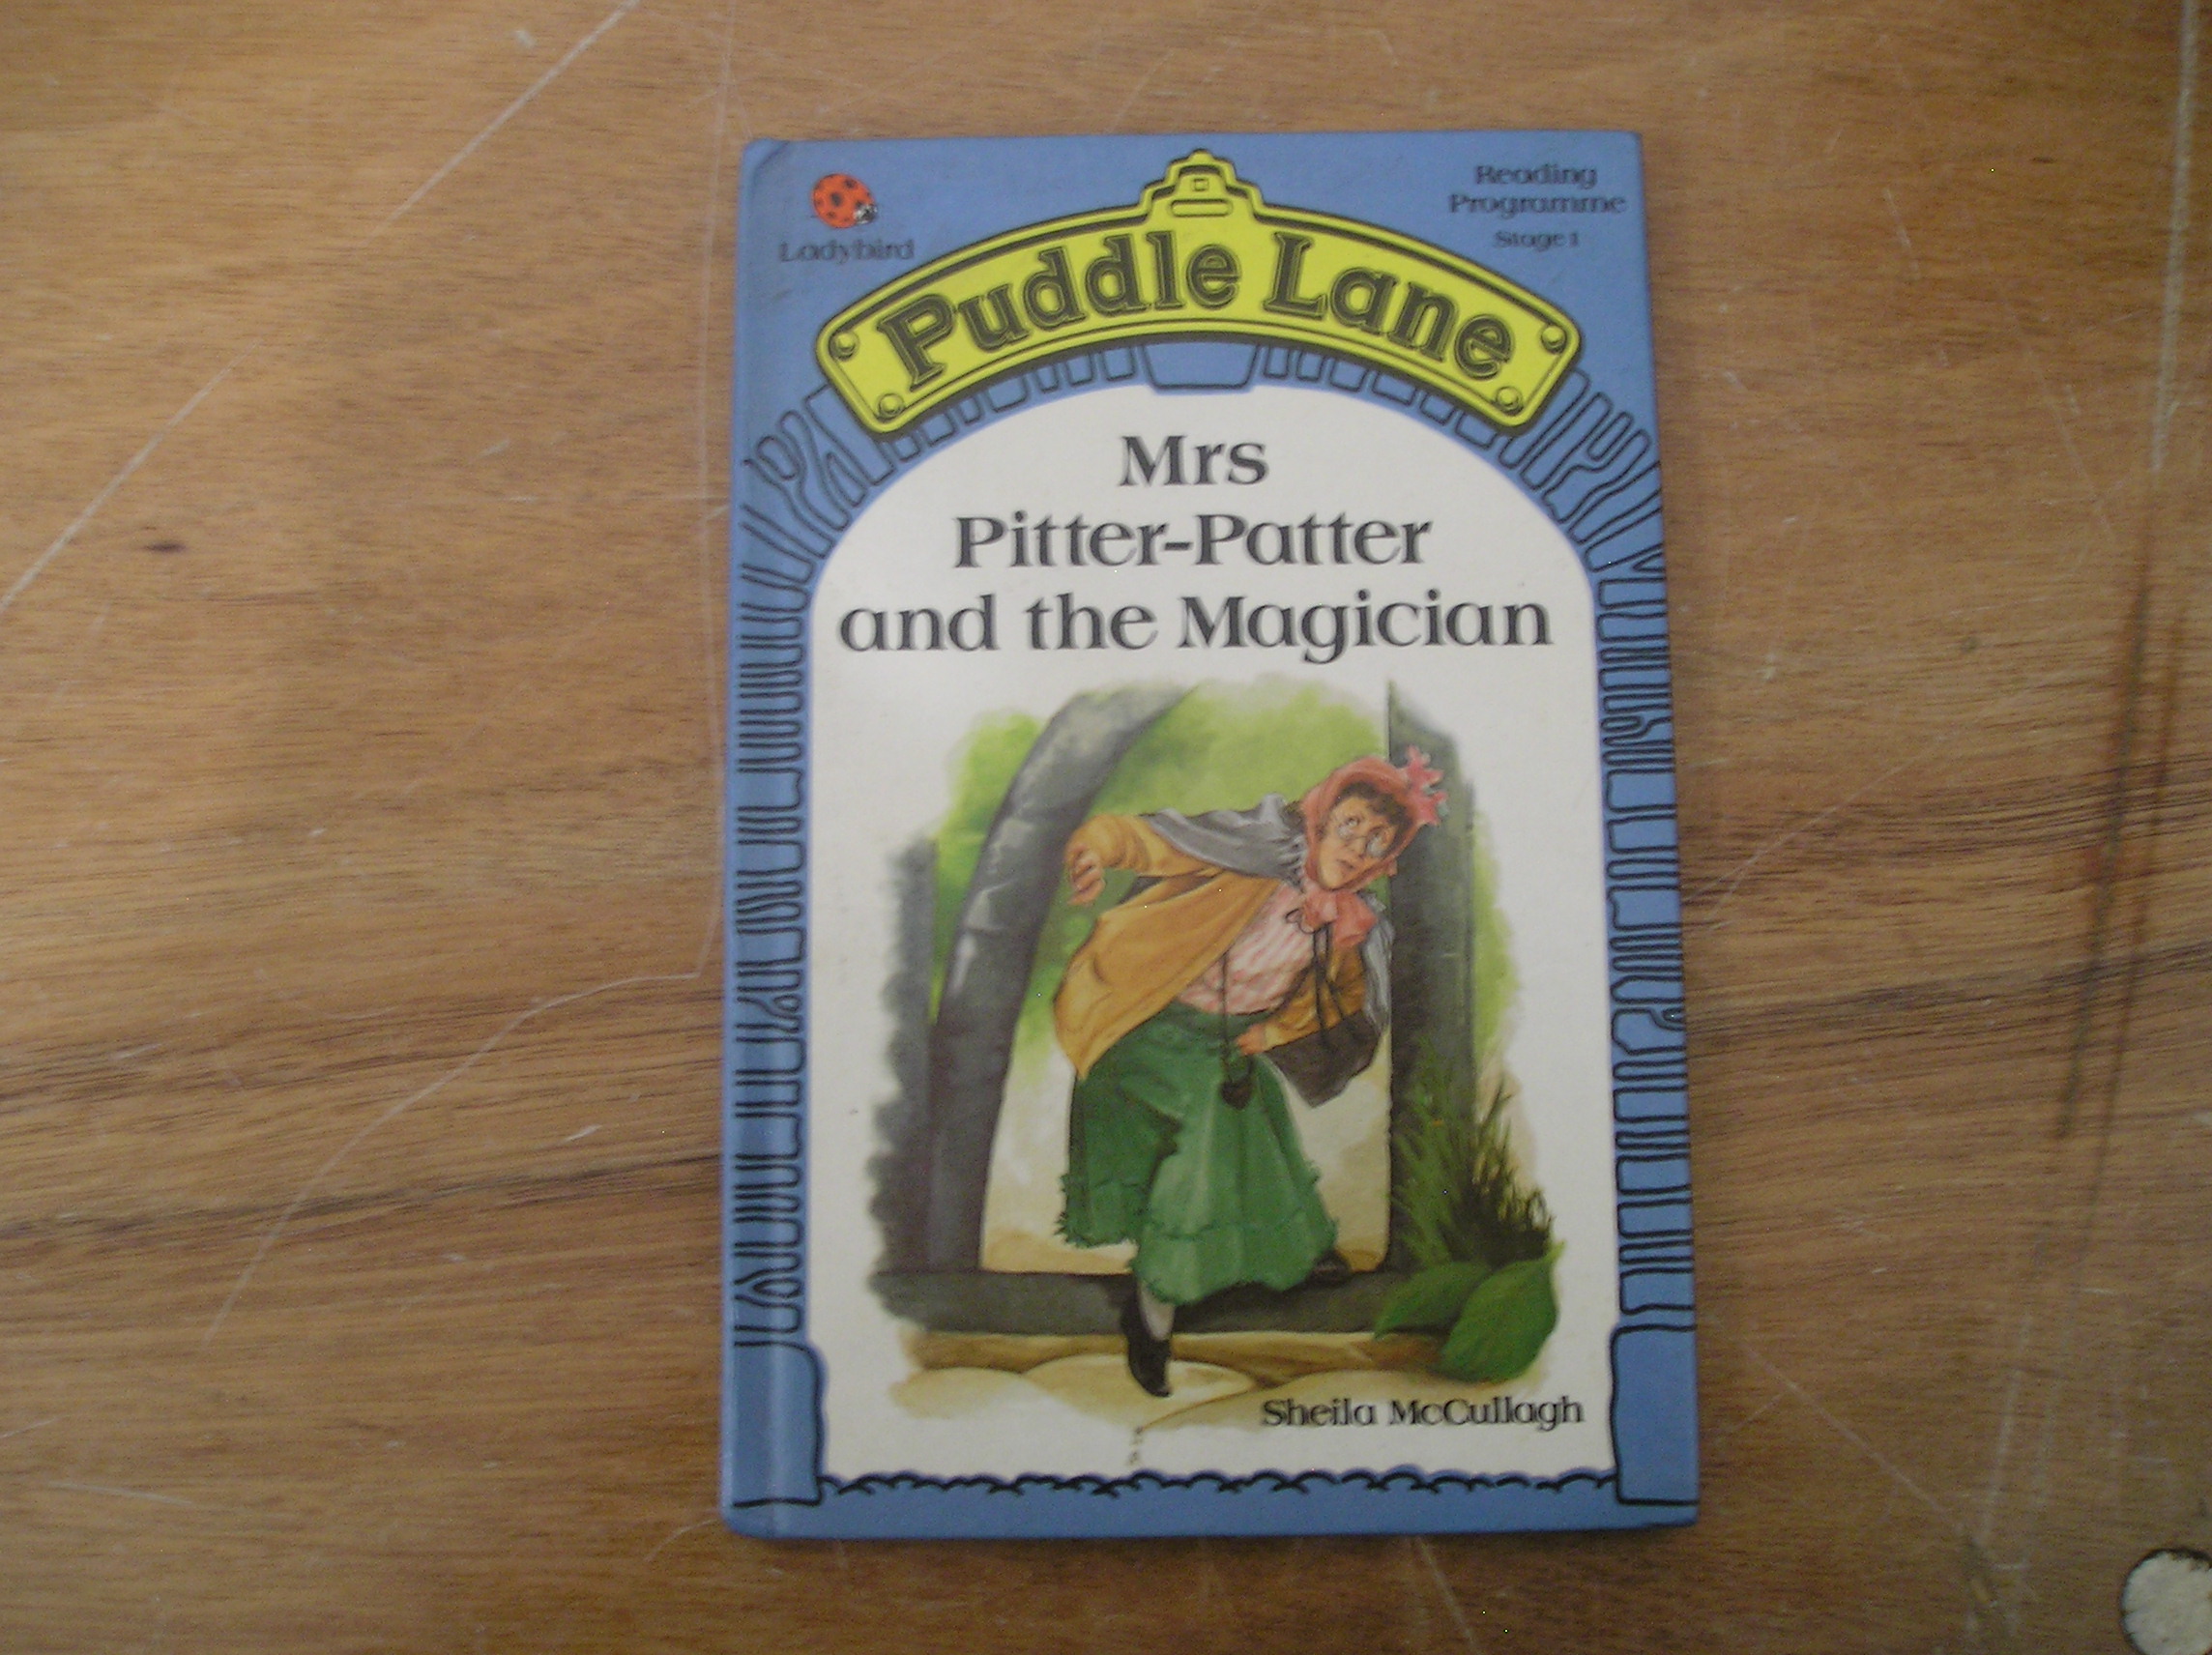 Ladybird
Reading
Programme
Stage 1
Puddle Lane
Mrs
Pitter-Patter
and the Magician
Sheila McCullagh